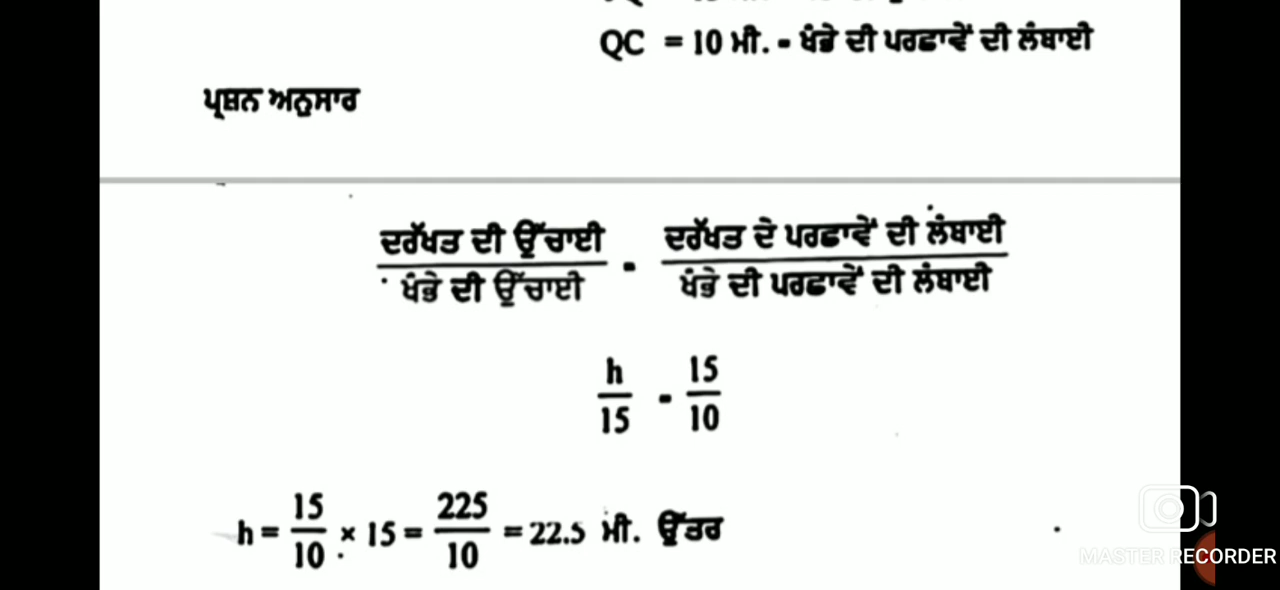 QC = 10 ਮੀ. - ਖੰਭੇ ਦੀ ਪਰਛਾਵੇਂ ਦੀ ਲੰਬਾਈ
ਪ੍ਰਸ਼ਨ ਅਨੁਸਾਰ
ਦਰੱਖਤ ਦੀ ਉੱਚਾਈ / ਖੰਭੇ ਦੀ ਉੱਚਾਈ - ਦਰੱਖਤ ਦੇ ਪਰਛਾਵੇਂ ਦੀ ਲੰਬਾਈ / ਖੰਭੇ ਦੀ ਪਰਛਾਵੇਂ ਦੀ ਲੰਬਾਈ
h/15 - 15/10
h = 15/10 × 15 = 225/10 = 22.5 ਮੀ. ਉੱਤਰ
MASTER RECORDER